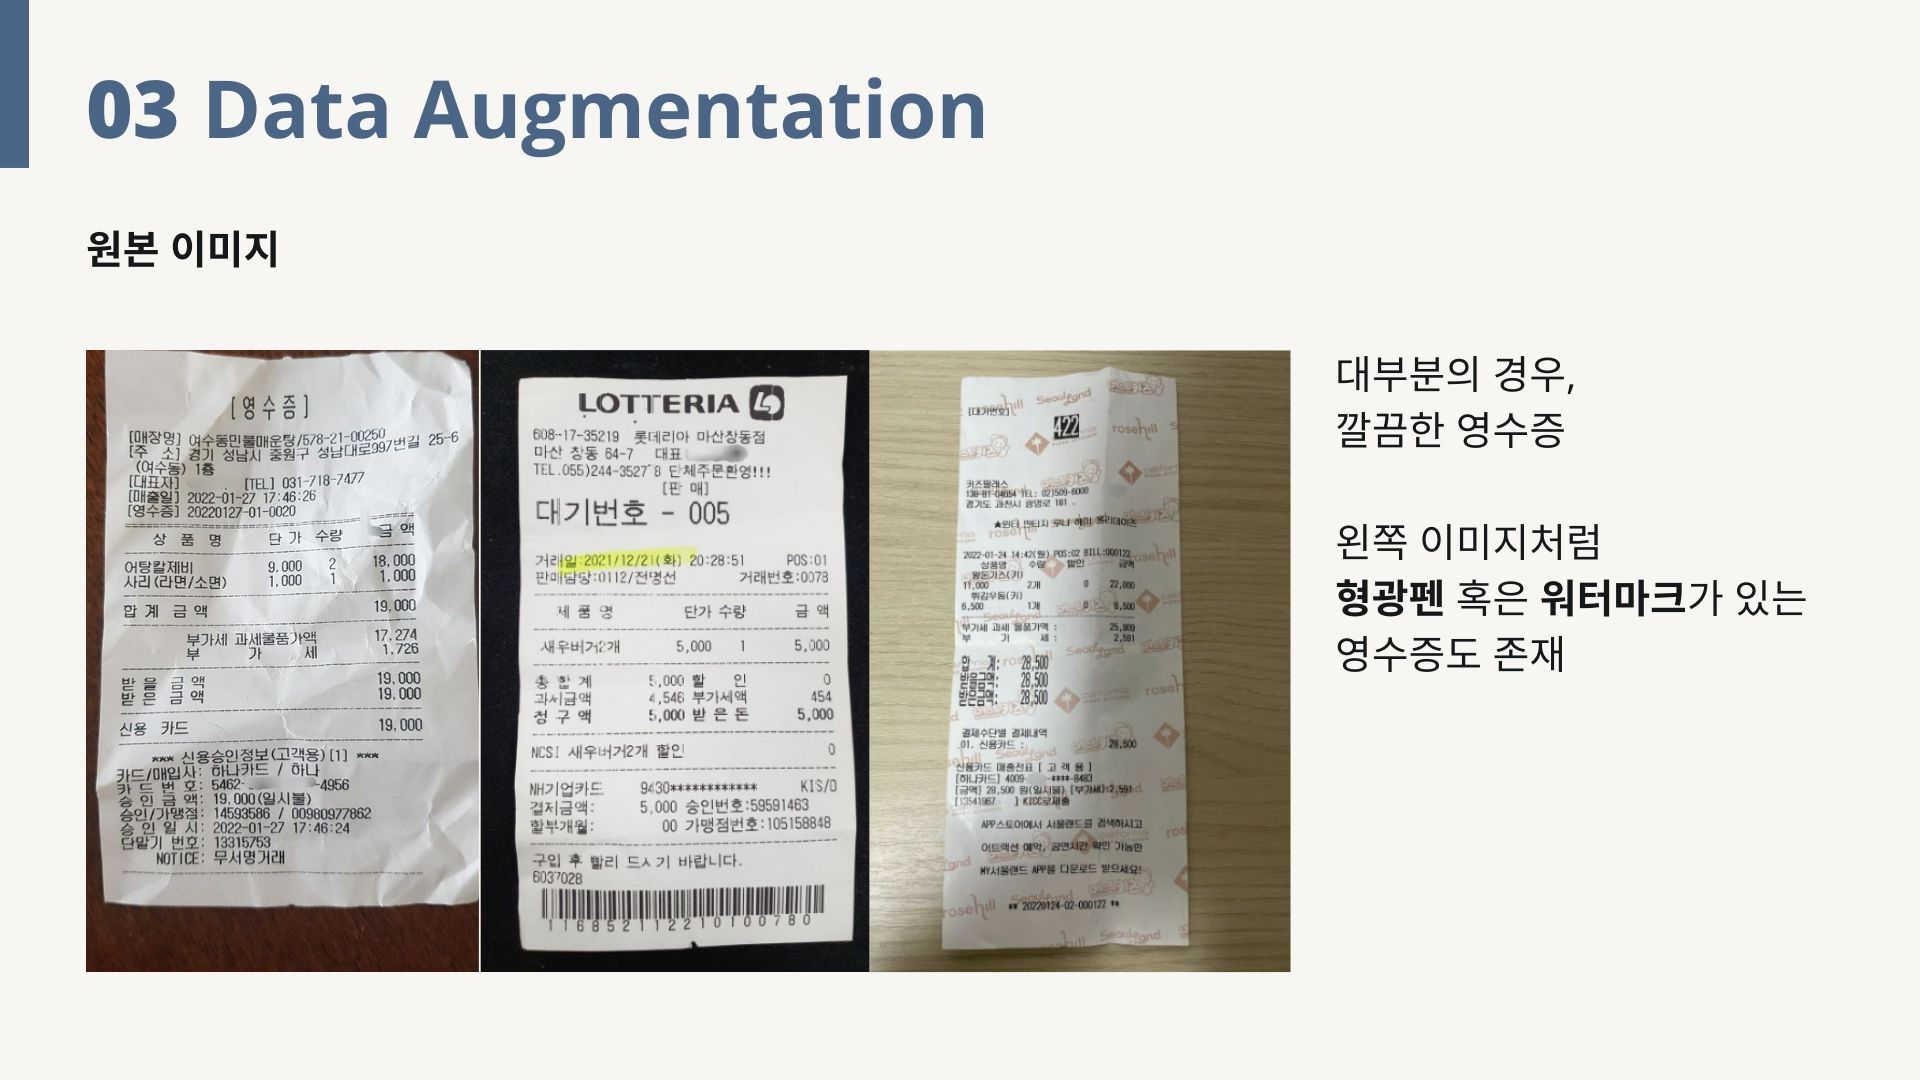 03 Data Augmentation
원본 이미지
[영수증]
[매장명] 여수동민물매운탕/578-21-00250
[주 소] 경기 성남시 중원구 성남대로997번길 25-6
(여수동) 1층
[대표자] [TEL] 031-718-7477
[매출일] 2022-01-27 17:46:26
[영수증] 20220127-01-0020
상 품 명 단 가 수량 금 액
어탕칼제비 9,000 2 18,000
사리(라면/소면) 1,000 1 1,000
합 계 금 액 19,000
부가세 과세물품가액 17,274
부 가 세 1,726
받 을 금 액 19,000
받 은 금 액 19,000
신용 카드 19,000
*** 신용승인정보(고객용)[1] ***
카드/매입사: 하나카드 / 하나
카 드 번 호: 5462- -4956
승 인 금 액: 19,000(일시불)
승인/가맹점: 14593586 / 00980977862
승 인 일 시: 2022-01-27 17:46:24
단말기 번호: 13315753
NOTICE: 무서명거래
LOTTERIA
608-17-35219 롯데리아 마산창동점
마산 창동 64-7 대표
TEL.055)244-3527~8 단체주문환영!!!
[판 매]
대기번호 - 005
거래일:2021/12/21(화) 20:28:51 POS:01
판매담당:0112/전명선 거래번호:0078
제 품 명 단가 수량 금 액
새우버거2개 5,000 1 5,000
총 합 계 5,000 할 인 0
과세금액 4,546 부가세액 454
청 구 액 5,000 받 은 돈 5,000
NCSI 새우버거2개 할인 0
NH기업카드 9430************ KIS/D
결제금액: 5,000 승인번호:59591463
할부개월: 00 가맹점번호:105158848
구입 후 빨리 드시기 바랍니다.
6037028
116852112210100780
[대기번호]
422
키즈팰래스
138-81-04654 TEL: 02)509-6000
경기도 과천시 광명로 181 .
2022-01-24 14:42(월) POS:02 BILL:000122
상품명 수량 할인 금액
왕돈가스(키)
11,000 2개 0 22,000
튀김우동(키)
6,500 1개 0 6,500
부가세 과세 물품가액 : 25,909
부 가 세 : 2,591
합 계: 28,500
받을금액: 28,500
받은금액: 28,500
결제수단별 결제내역
01. 신용카드 : 28,500
신용카드 매출전표 [ 고 객 용 ]
[하나카드] 4009- -****-8483
[금액] 28,500 원(일시불) [부가세]:2,591
[13541967 ] KICC로제출
APP스토어에서 서울랜드를 검색하시고
어트랙션 예약, 공연시간 확인 가능한
MY서울랜드 APP을 다운로드 받으세요!
** 20220124-02-000122 **
대부분의 경우,
깔끔한 영수증
왼쪽 이미지처럼
형광펜 혹은 워터마크가 있는
영수증도 존재